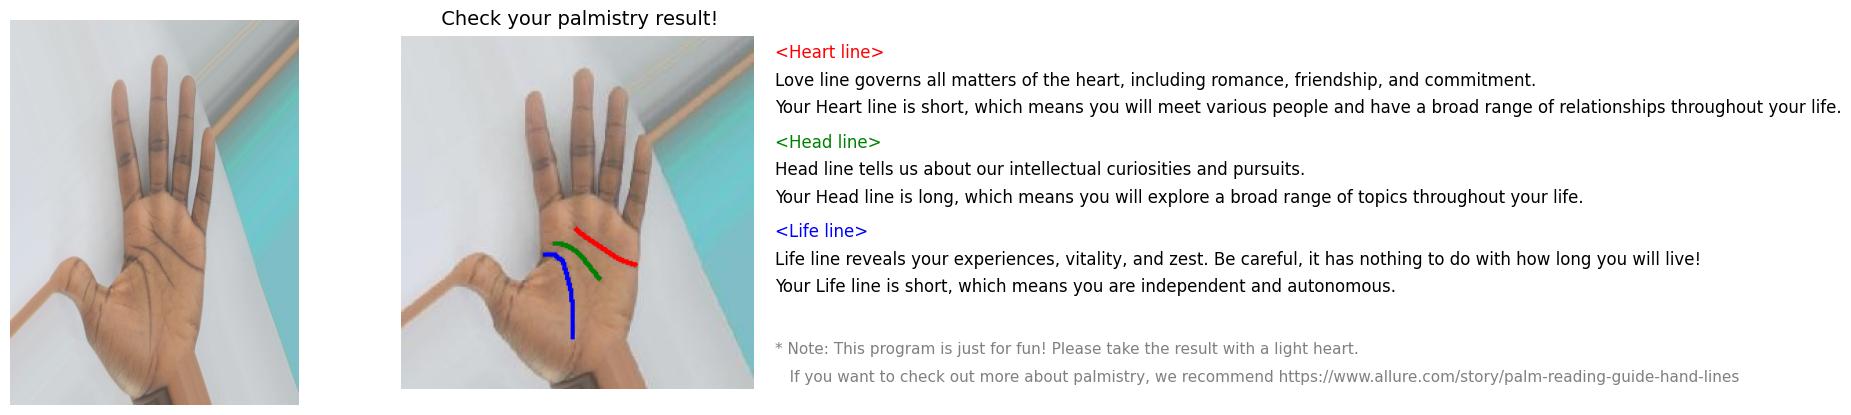 Check your palmistry result!
<Heart line>
Love line governs all matters of the heart, including romance, friendship, and commitment.
Your Heart line is short, which means you will meet various people and have a broad range of relationships throughout your life.
<Head line>
Head line tells us about our intellectual curiosities and pursuits.
Your Head line is long, which means you will explore a broad range of topics throughout your life.
<Life line>
Life line reveals your experiences, vitality, and zest. Be careful, it has nothing to do with how long you will live!
Your Life line is short, which means you are independent and autonomous.
* Note: This program is just for fun! Please take the result with a light heart.
If you want to check out more about palmistry, we recommend https://www.allure.com/story/palm-reading-guide-hand-lines